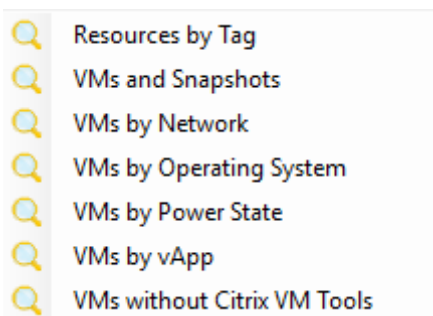 Resources by Tag
VMs and Snapshots
VMs by Network
VMs by Operating System
VMs by Power State
VMs by vApp
VMs without Citrix VM Tools